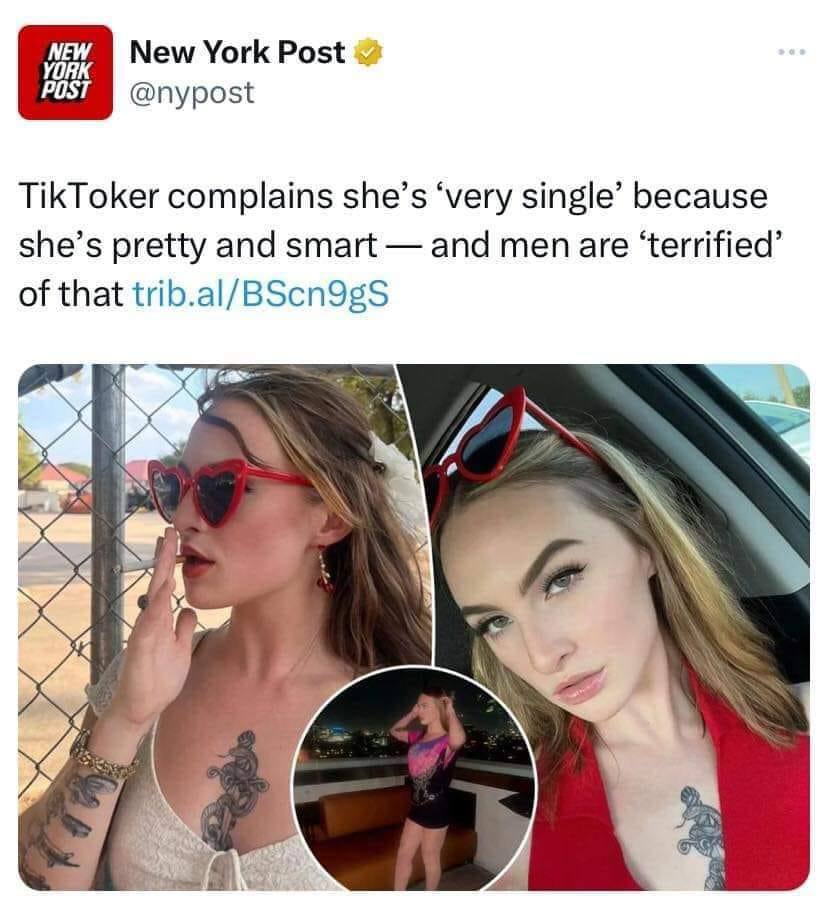 NEW
YORK
POST
New York Post
@nypost
TikToker complains she’s ‘very single’ because
she’s pretty and smart — and men are ‘terrified’
of that trib.al/BScn9gS